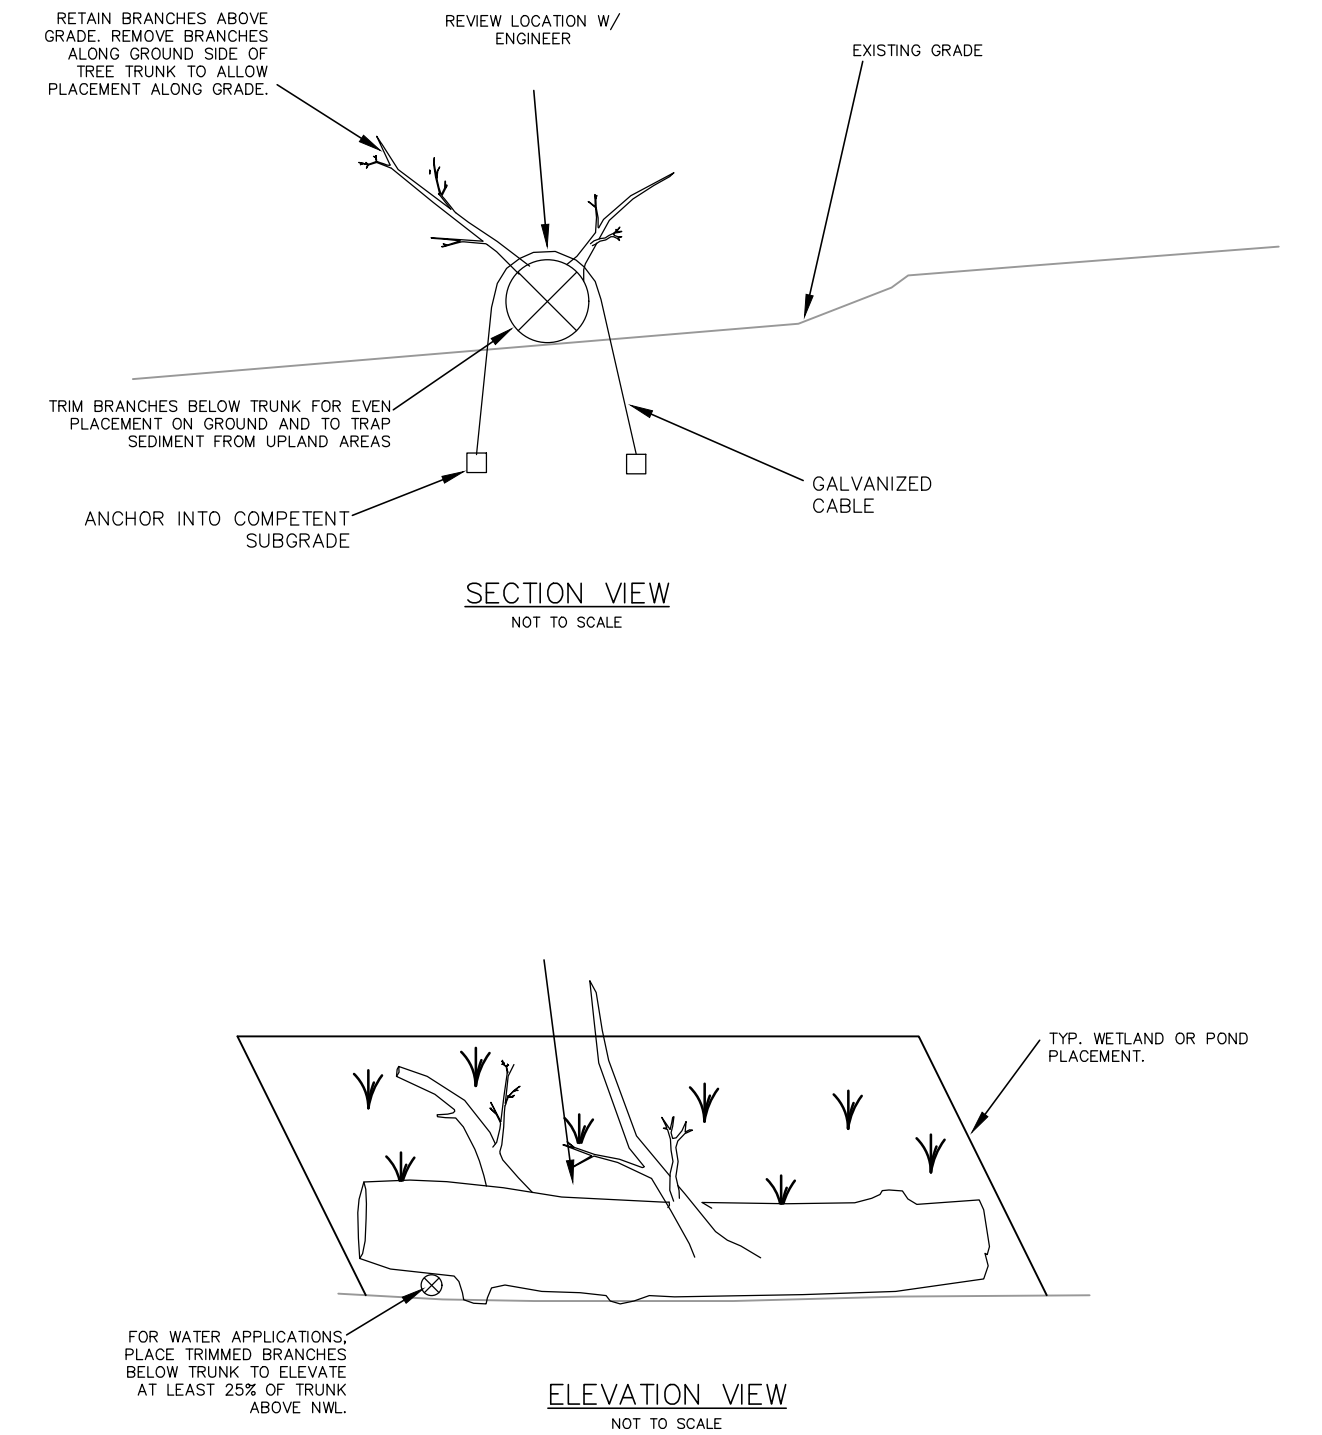 RETAIN BRANCHES ABOVE
GRADE. REMOVE BRANCHES
ALONG GROUND SIDE OF
TREE TRUNK TO ALLOW
PLACEMENT ALONG GRADE.
REVIEW LOCATION W/
ENGINEER
EXISTING GRADE
TRIM BRANCHES BELOW TRUNK FOR EVEN
PLACEMENT ON GROUND AND TO TRAP
SEDIMENT FROM UPLAND AREAS
GALVANIZED
CABLE
ANCHOR INTO COMPETENT
SUBGRADE
SECTION VIEW
NOT TO SCALE
TYP. WETLAND OR POND
PLACEMENT.
FOR WATER APPLICATIONS,
PLACE TRIMMED BRANCHES
BELOW TRUNK TO ELEVATE
AT LEAST 25% OF TRUNK
ABOVE NWL.
ELEVATION VIEW
NOT TO SCALE